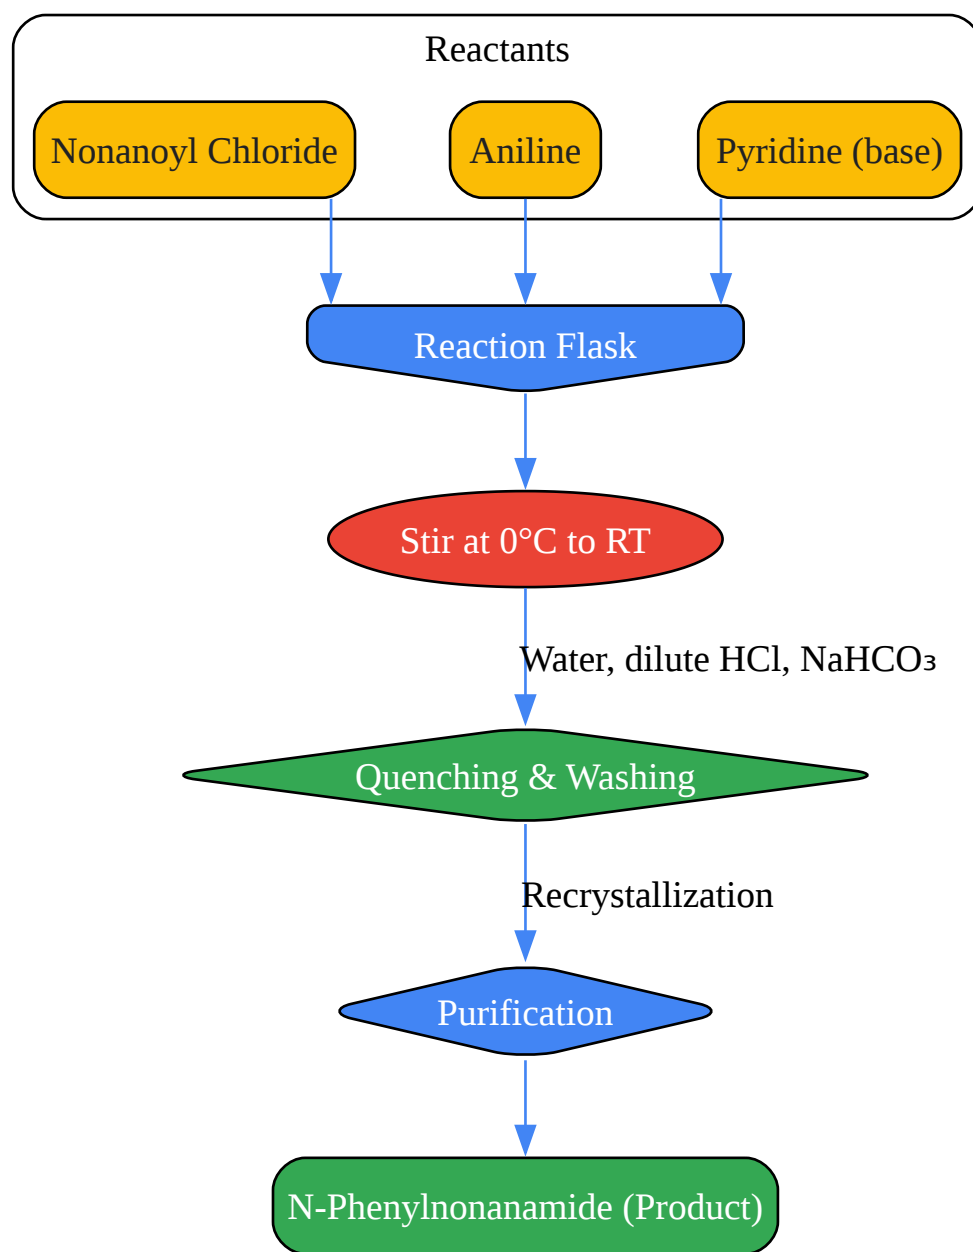 Reactants
Nonanoyl Chloride
Aniline
Pyridine (base)
Reaction Flask
Stir at 0°C to RT
Water, dilute HCl, NaHCO₃
Quenching & Washing
Recrystallization
Purification
N-Phenylnonanamide (Product)